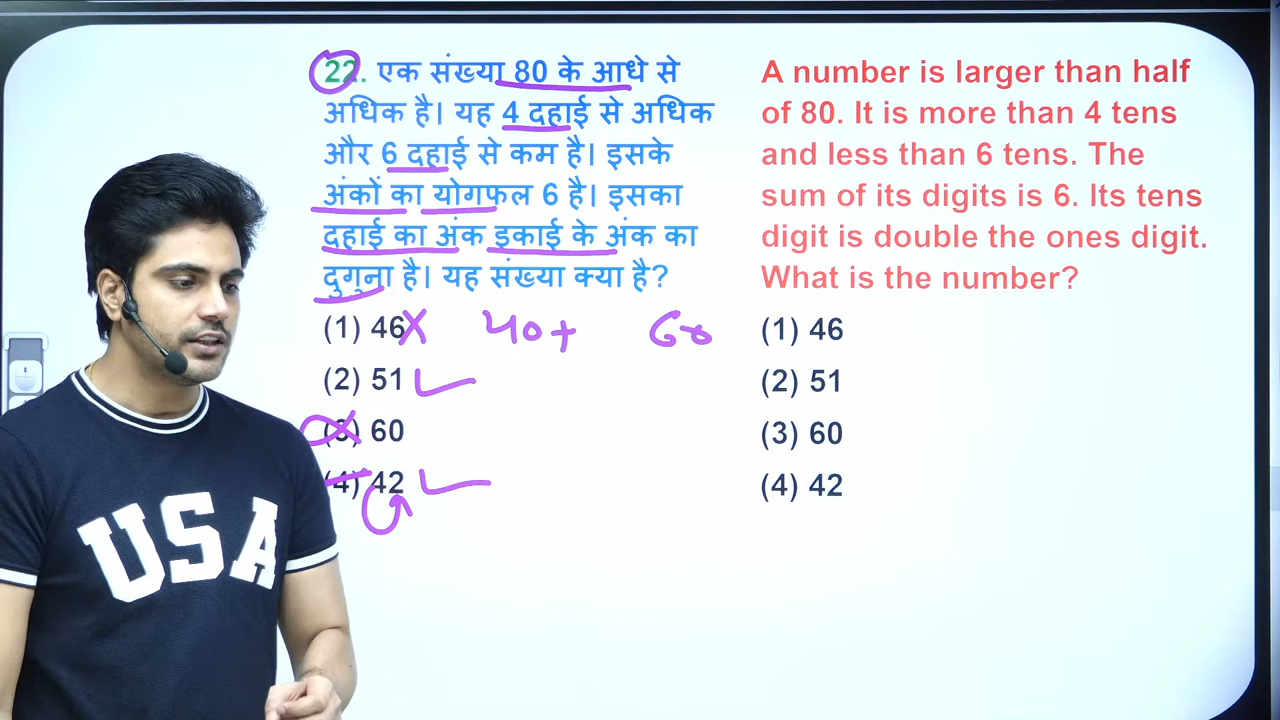 22. एक संख्या 80 के आधे से
अधिक है। यह 4 दहाई से अधिक
और 6 दहाई से कम है। इसके
अंकों का योगफल 6 है। इसका
दहाई का अंक इकाई के अंक का
दुगुना है। यह संख्या क्या है?
(1) 46 X 40+ 60
(2) 51
(3) 60
(4) 42
A number is larger than half
of 80. It is more than 4 tens
and less than 6 tens. The
sum of its digits is 6. Its tens
digit is double the ones digit.
What is the number?
(1) 46
(2) 51
(3) 60
(4) 42
USA